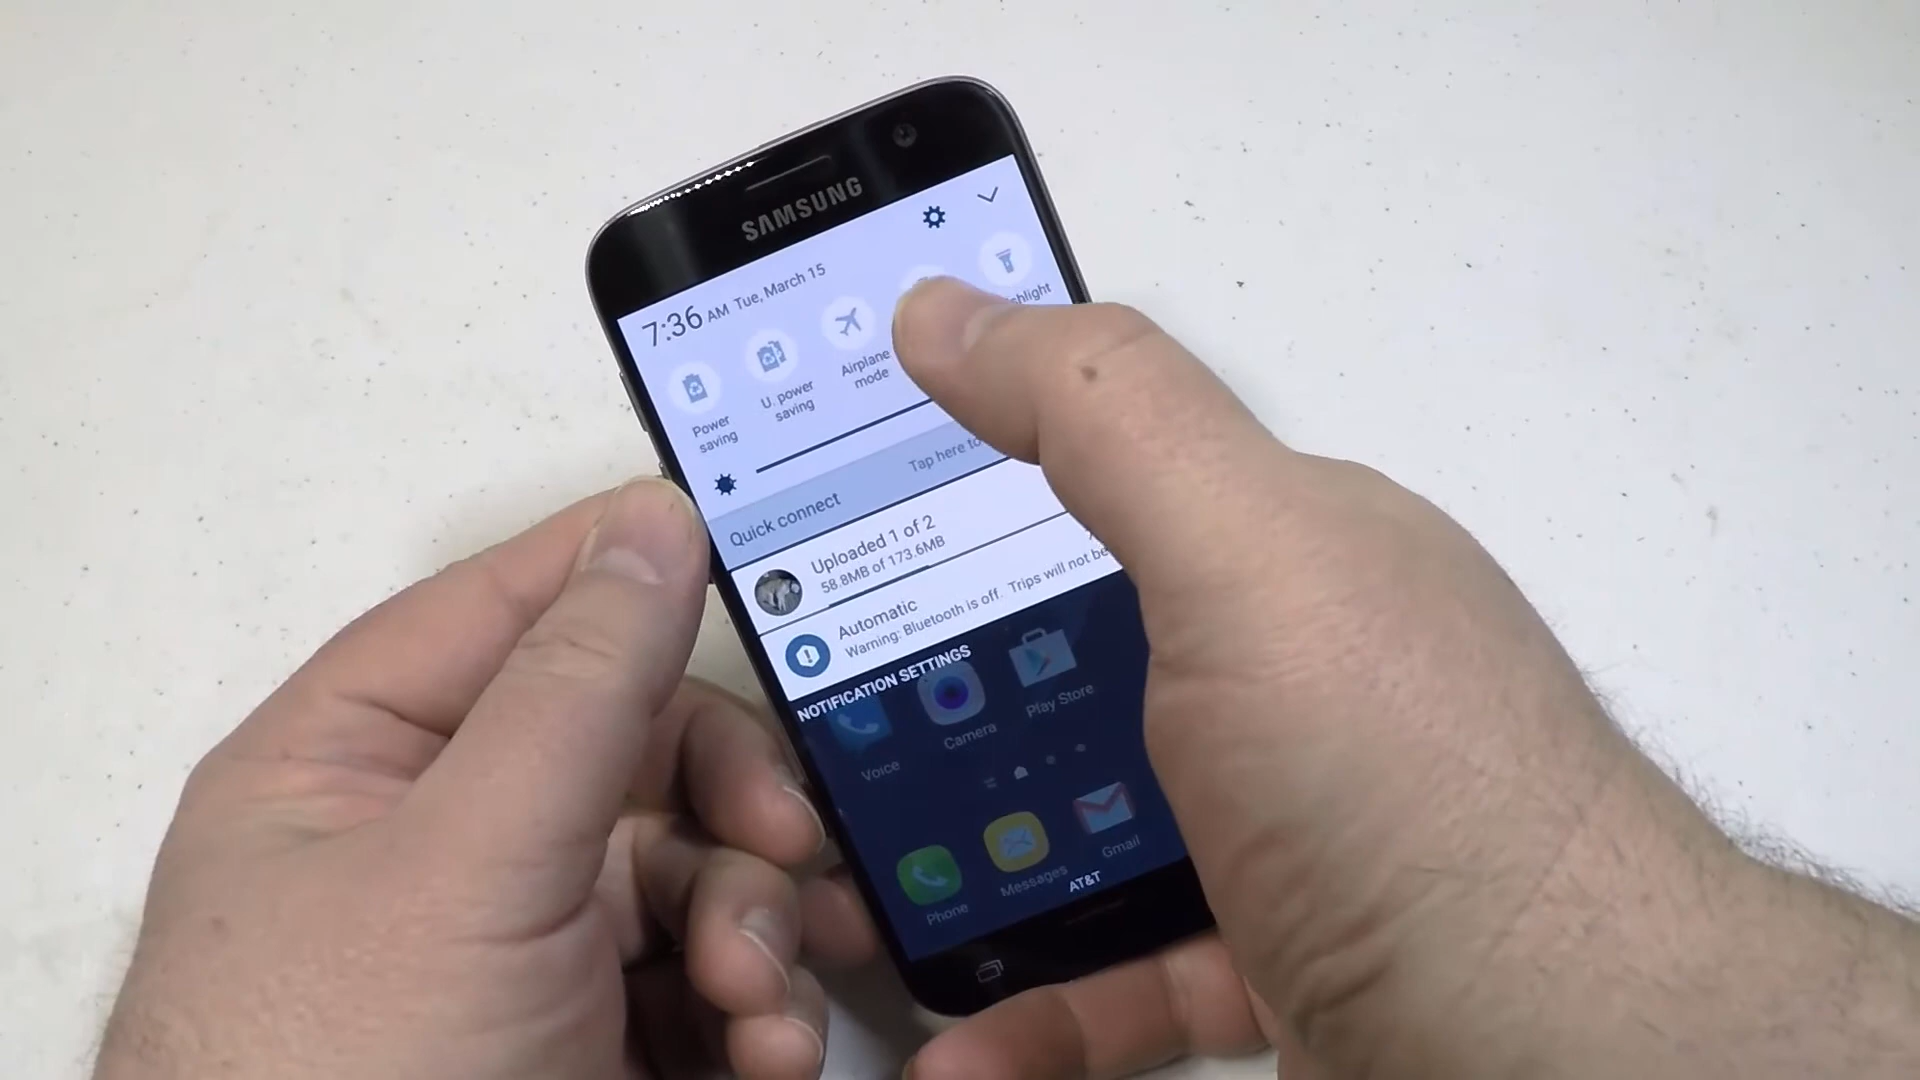 SAMSUNG
7:36 AM Tue, March 15
Power
saving
U. power
saving
Airplane
mode
shlight
Quick connect
Tap here to
Uploaded 1 of 2
58.8MB of 173.6MB
Automatic
Warning: Bluetooth is off. Trips will not be
NOTIFICATION SETTINGS
Voice
Camera
Play Store
Phone
Messages
Gmail
AT&T